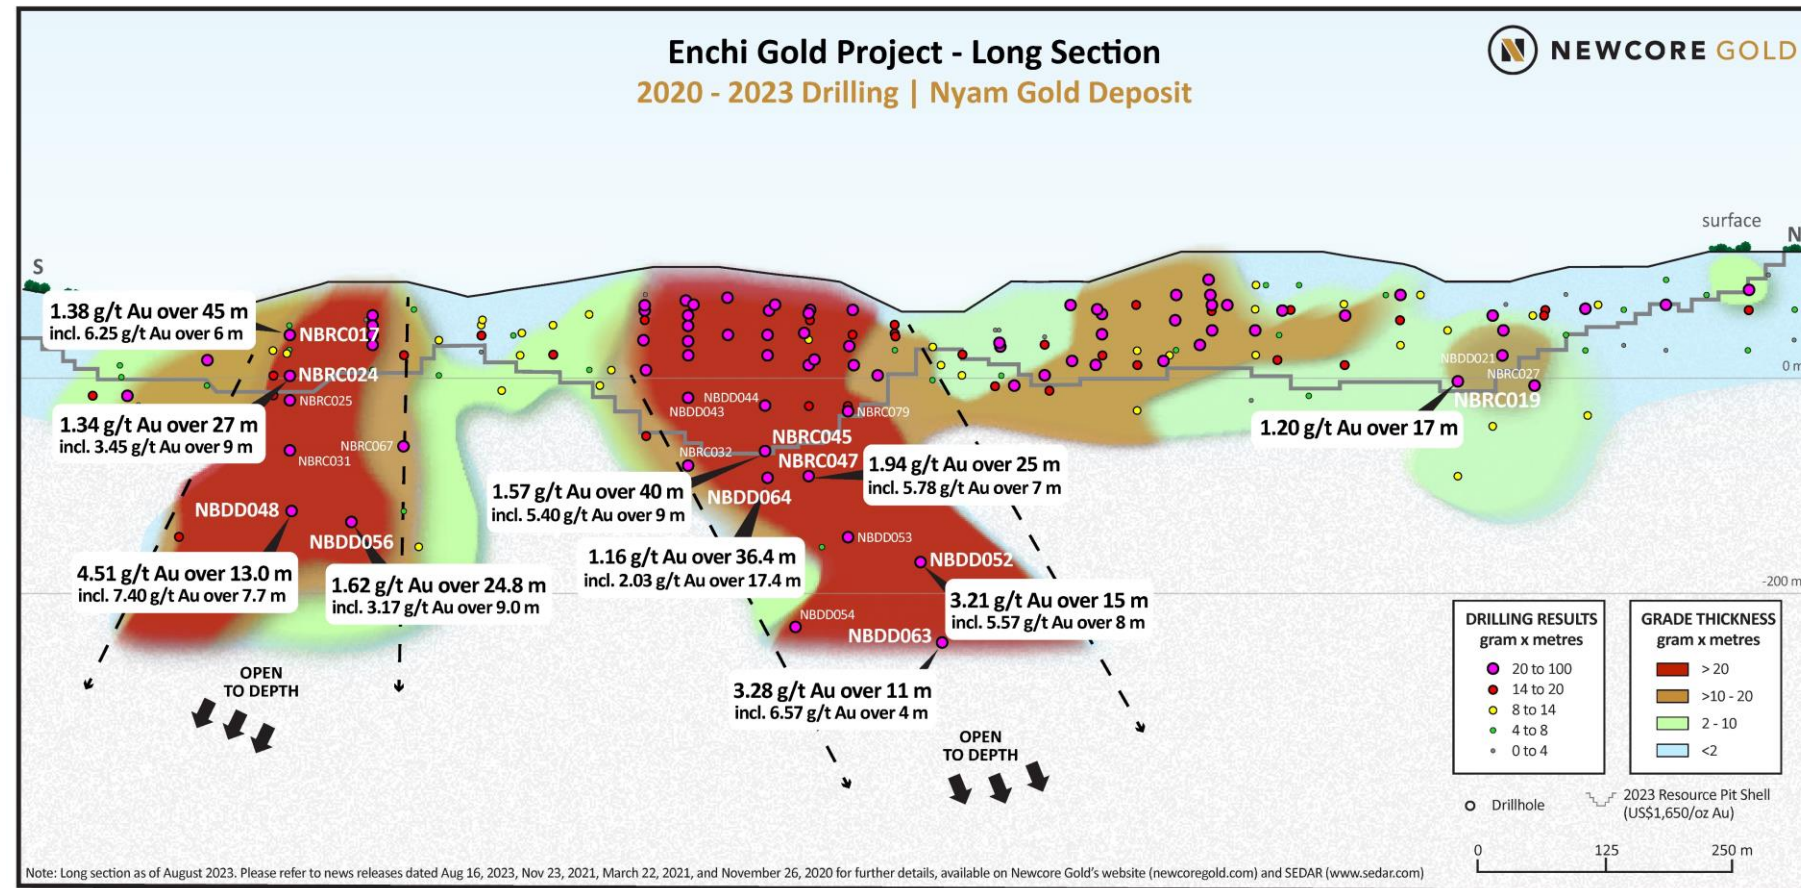 Enchi Gold Project - Long Section
2020 - 2023 Drilling | Nyam Gold Deposit
N NEWCORE GOLD
surface
S
N
1.38 g/t Au over 45 m
incl. 6.25 g/t Au over 6 m
NBRC017
NBRC024
NBRC025
1.34 g/t Au over 27 m
incl. 3.45 g/t Au over 9 m
NBRC067
NBRC031
NBDD048
NBDD056
4.51 g/t Au over 13.0 m
incl. 7.40 g/t Au over 7.7 m
1.62 g/t Au over 24.8 m
incl. 3.17 g/t Au over 9.0 m
OPEN
TO DEPTH
NBDD044
NBDD043
NBRC079
NBRC032
NBRC045
NBRC047
NBDD064
1.57 g/t Au over 40 m
incl. 5.40 g/t Au over 9 m
1.94 g/t Au over 25 m
incl. 5.78 g/t Au over 7 m
1.16 g/t Au over 36.4 m
incl. 2.03 g/t Au over 17.4 m
NBDD053
NBDD052
3.21 g/t Au over 15 m
incl. 5.57 g/t Au over 8 m
NBDD054
NBDD063
3.28 g/t Au over 11 m
incl. 6.57 g/t Au over 4 m
OPEN
TO DEPTH
NBDD021
NBRC027
NBRC019
1.20 g/t Au over 17 m
0 m
-200 m
DRILLING RESULTS
gram x metres
20 to 100
14 to 20
8 to 14
4 to 8
0 to 4
GRADE THICKNESS
gram x metres
> 20
>10 - 20
2 - 10
<2
Drillhole
2023 Resource Pit Shell
(US$1,650/oz Au)
0 125 250 m
Note: Long section as of August 2023. Please refer to news releases dated Aug 16, 2023, Nov 23, 2021, March 22, 2021, and November 26, 2020 for further details, available on Newcore Gold's website (newcoregold.com) and SEDAR (www.sedar.com)